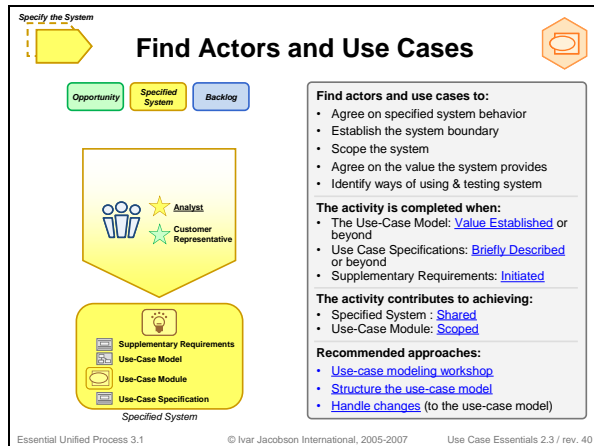 Specify the System
Find Actors and Use Cases
Opportunity
Specified
System
Backlog
Analyst
Customer
Representative
Supplementary Requirements
Use-Case Model
Use-Case Module
Use-Case Specification
Specified System
Find actors and use cases to:
• Agree on specified system behavior
• Establish the system boundary
• Scope the system
• Agree on the value the system provides
• Identify ways of using & testing system
The activity is completed when:
• The Use-Case Model: Value Established or
beyond
• Use Case Specifications: Briefly Described
or beyond
• Supplementary Requirements: Initiated
The activity contributes to achieving:
• Specified System : Shared
• Use-Case Module: Scoped
Recommended approaches:
• Use-case modeling workshop
• Structure the use-case model
• Handle changes (to the use-case model)
Essential Unified Process 3.1
© Ivar Jacobson International, 2005-2007
Use Case Essentials 2.3 / rev. 40